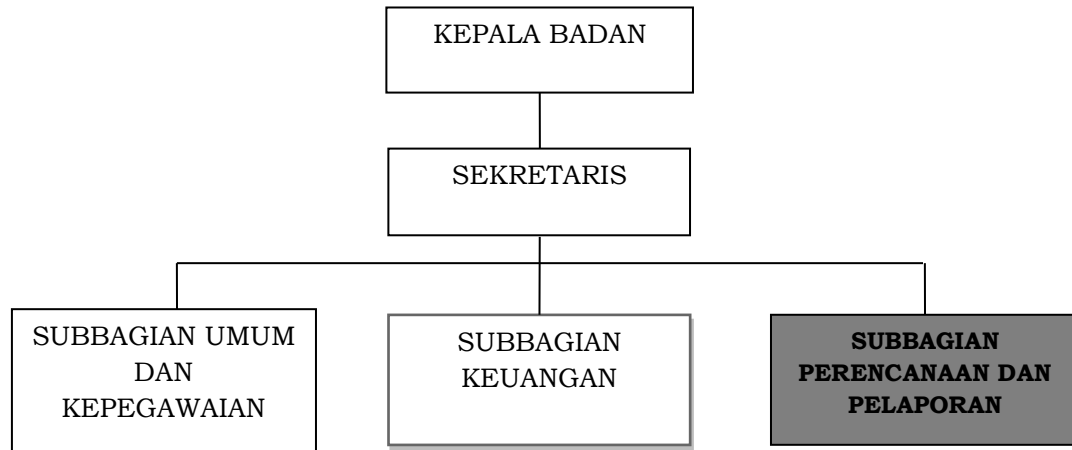 KEPALA BADAN
SEKRETARIS
SUBBAGIAN UMUM
DAN
KEPEGAWAIAN
SUBBAGIAN
KEUANGAN
SUBBAGIAN
PERENCANAAN DAN
PELAPORAN